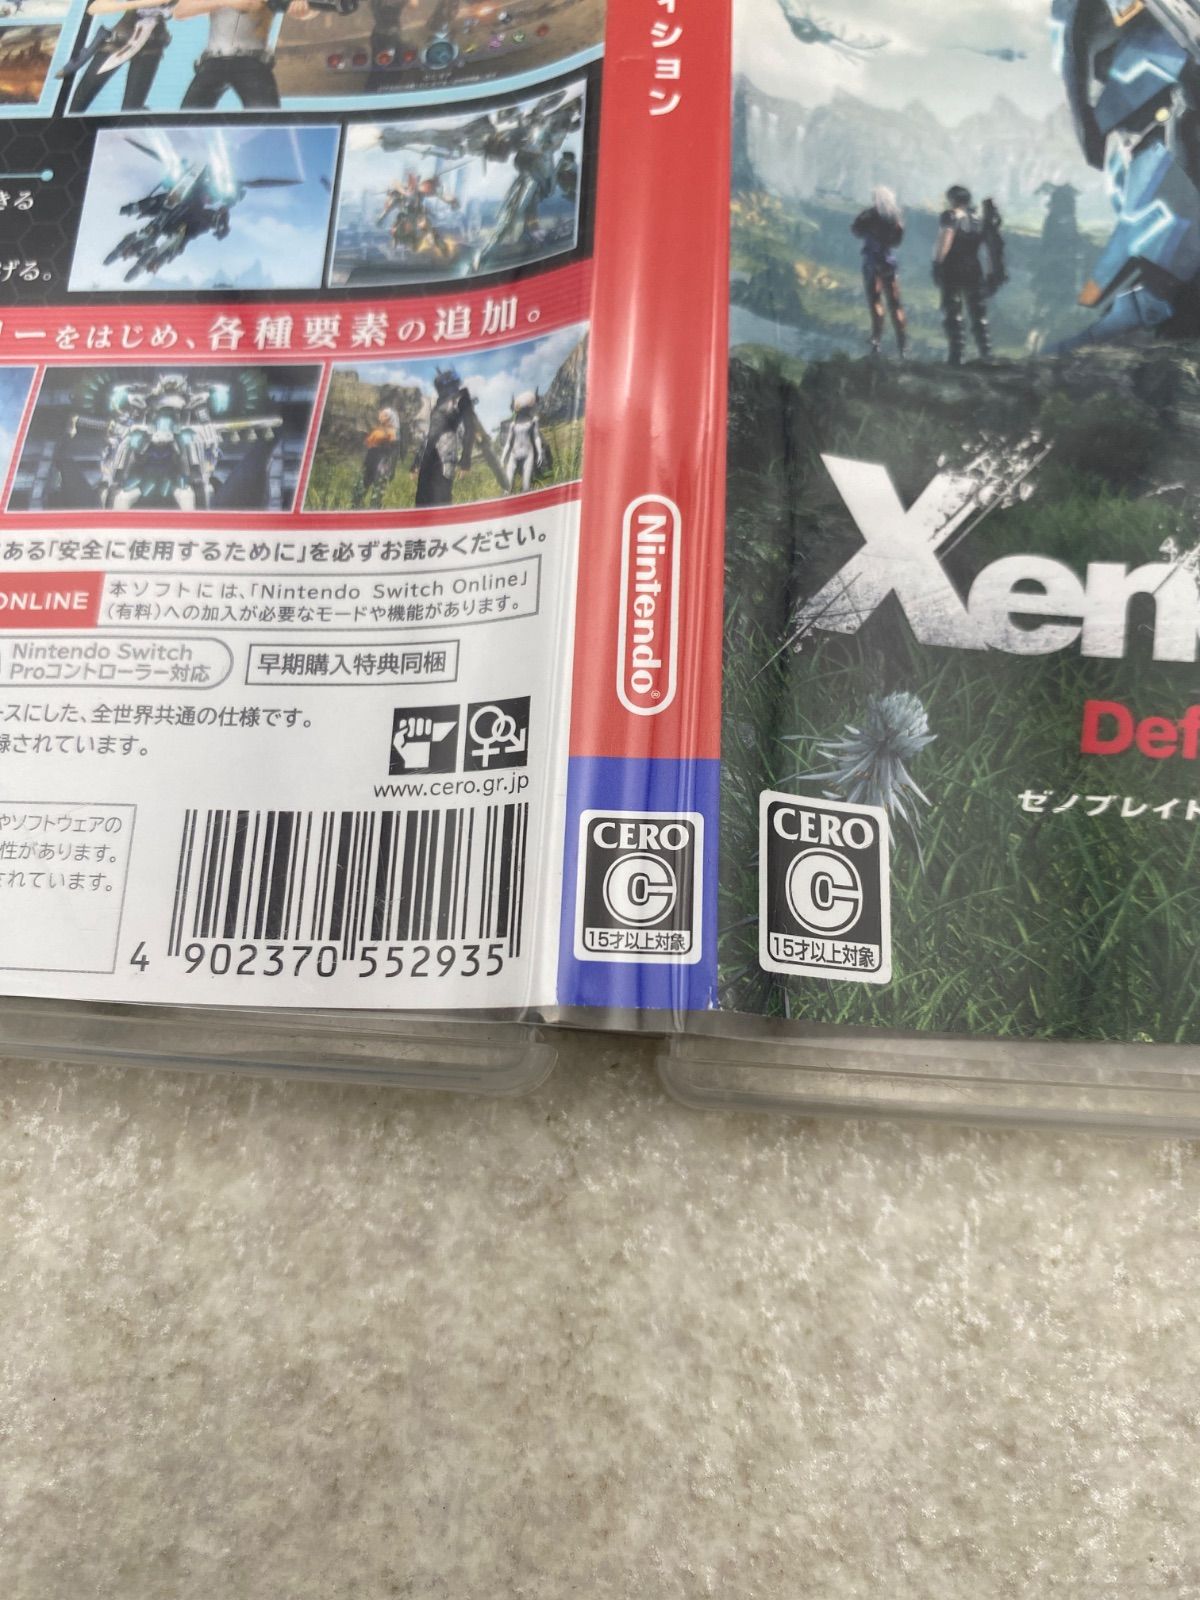 きる
げる。
ーをはじめ、各種要素の追加。
ある「安全に使用するために」を必ずお読みください。
ONLINE
本ソフトには、「Nintendo Switch Online」
(有料)への加入が必要なモードや機能があります。
Nintendo Switch
Proコントローラー対応
早期購入特典同梱
ースにした、全世界共通の仕様です。
録されています。
www.cero.gr.jp
やソフトウェアの
性があります。
されています。
4 902370 552935
ィション
Nintendo®
CERO
C
15才以上対象
Xen
Def
ゼノブレイド
CERO
C
15才以上対象